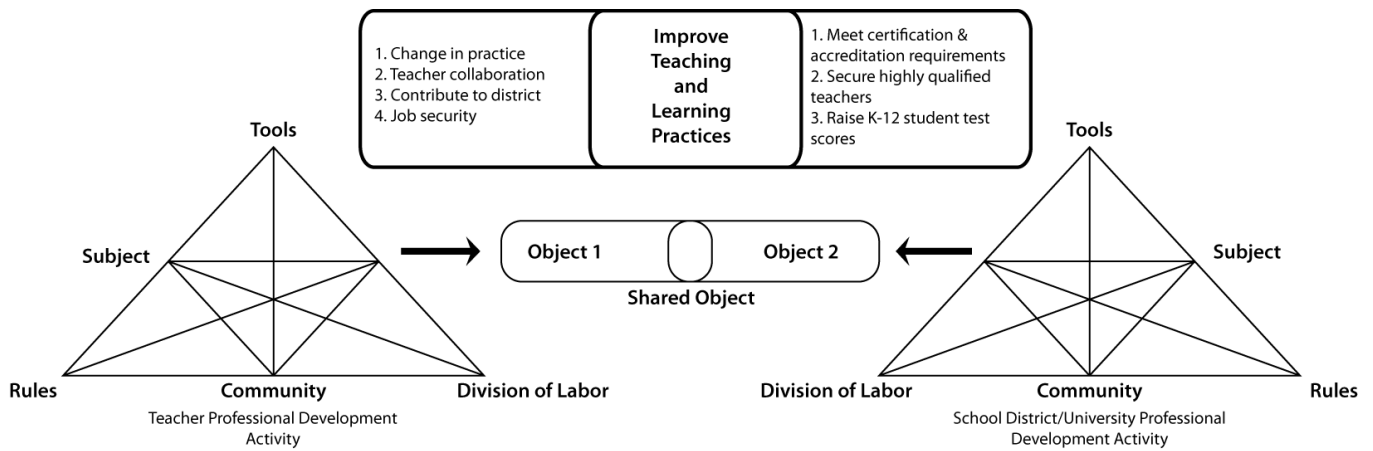 1. Change in practice
2. Teacher collaboration
3. Contribute to district
4. Job security
Improve
Teaching
and
Learning
Practices
1. Meet certification &
accreditation requirements
2. Secure highly qualified
teachers
3. Raise K-12 student test
scores
Tools
Tools
Subject
Object 1
Object 2
Subject
Shared Object
Rules
Community
Division of Labor
Division of Labor
Community
Rules
Teacher Professional Development
Activity
School District/University Professional
Development Activity